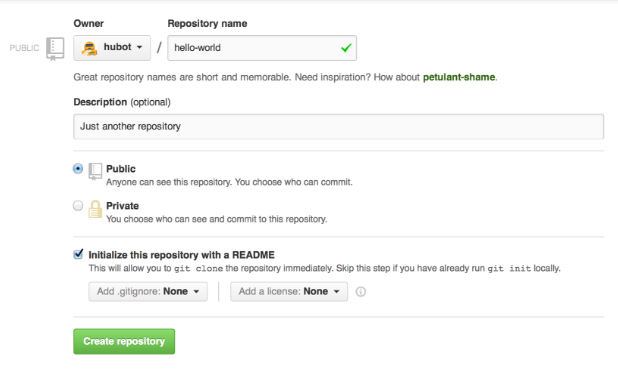 Owner Repository name
PUBLIC hubot / hello-world
Great repository names are short and memorable. Need inspiration? How about petulant-shame.
Description (optional)
Just another repository
Public
Anyone can see this repository. You choose who can commit.
Private
You choose who can see and commit to this repository.
Initialize this repository with a README
This will allow you to git clone the repository immediately. Skip this step if you have already run git init locally.
Add .gitignore: None Add a license: None
Create repository